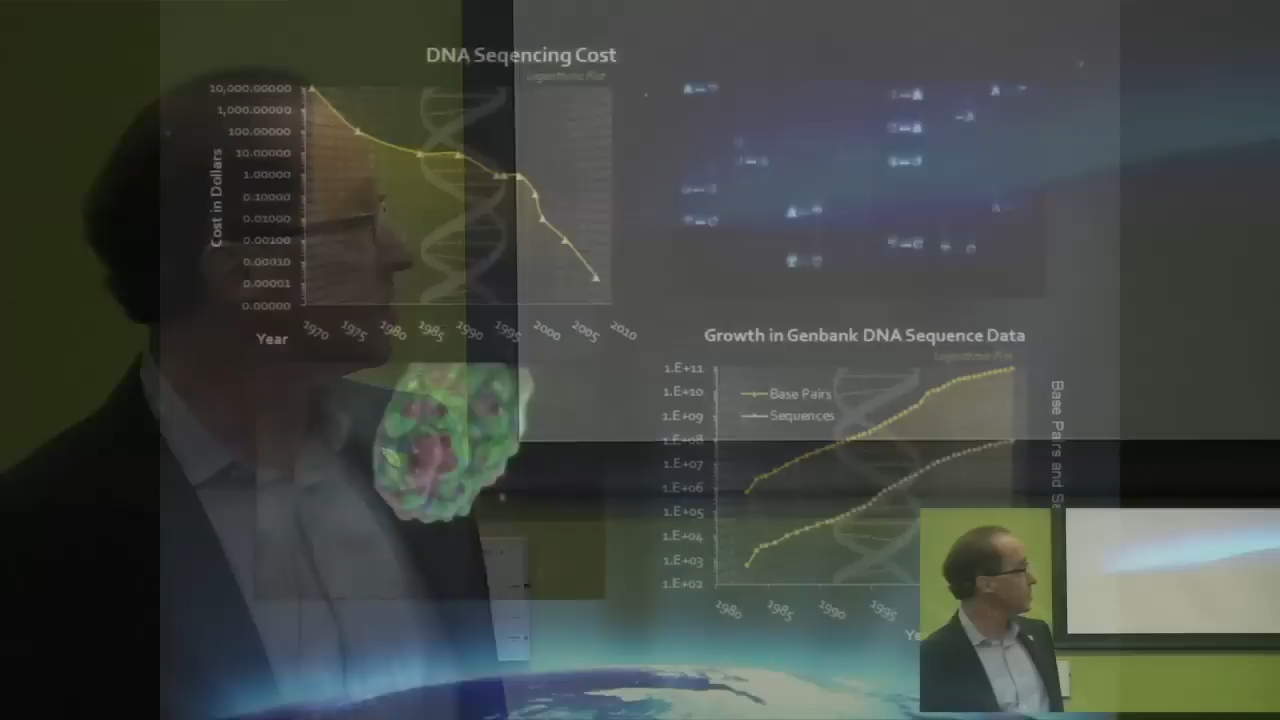 DNA Seqencing Cost
Logarithmic Plot
10,000.00000
1,000.00000
100.00000
10.00000
1.00000
0.10000
0.01000
0.00100
0.00010
0.00001
0.00000
Cost in Dollars
1970
1975
1980
1985
1990
1995
2000
2005
2010
Year
Growth in Genbank DNA Sequence Data
Logarithmic Plot
1.E+11
1.E+10
1.E+09
1.E+08
1.E+07
1.E+06
1.E+05
1.E+04
1.E+03
1.E+02
Base Pairs
Sequences
Base Pairs and
1980
1985
1990
1995